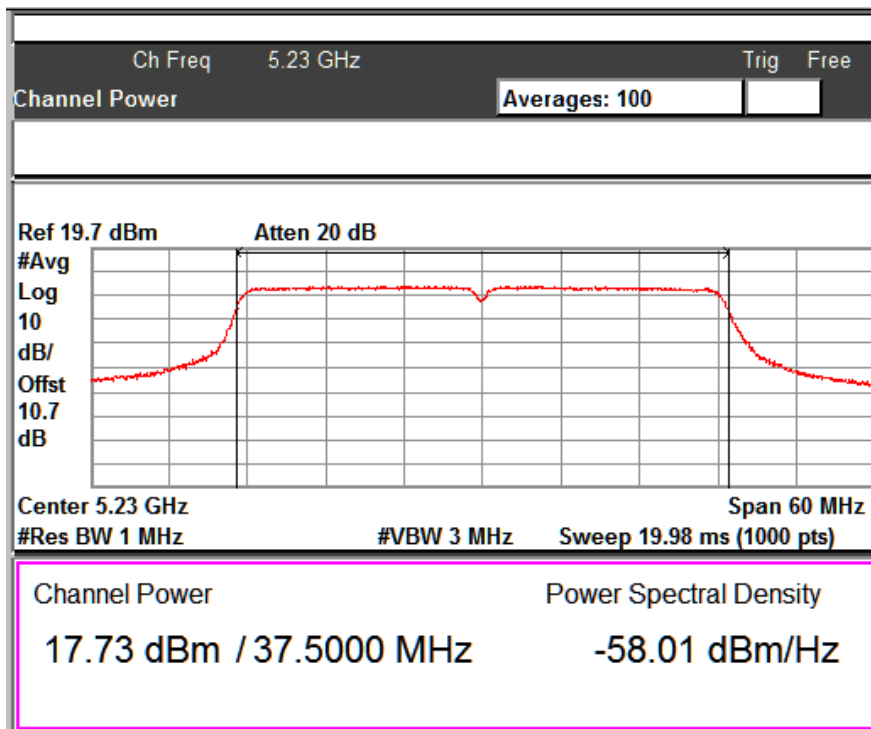 Ch Freq 5.23 GHz Trig Free
Channel Power Averages: 100
Ref 19.7 dBm Atten 20 dB
#Avg
Log
10
dB/
Offst
10.7
dB
Center 5.23 GHz Span 60 MHz
#Res BW 1 MHz #VBW 3 MHz Sweep 19.98 ms (1000 pts)
Channel Power Power Spectral Density
17.73 dBm / 37.5000 MHz -58.01 dBm/Hz